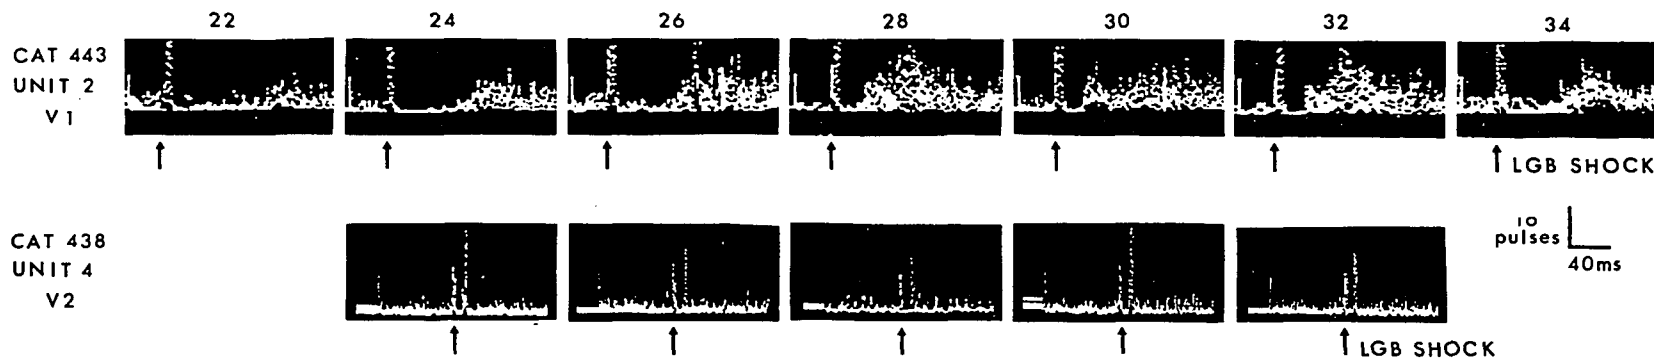 22 24 26 28 30 32 34
CAT 443
UNIT 2
V1
LGB SHOCK
CAT 438
UNIT 4
V2
10
pulses
40ms
LGB SHOCK